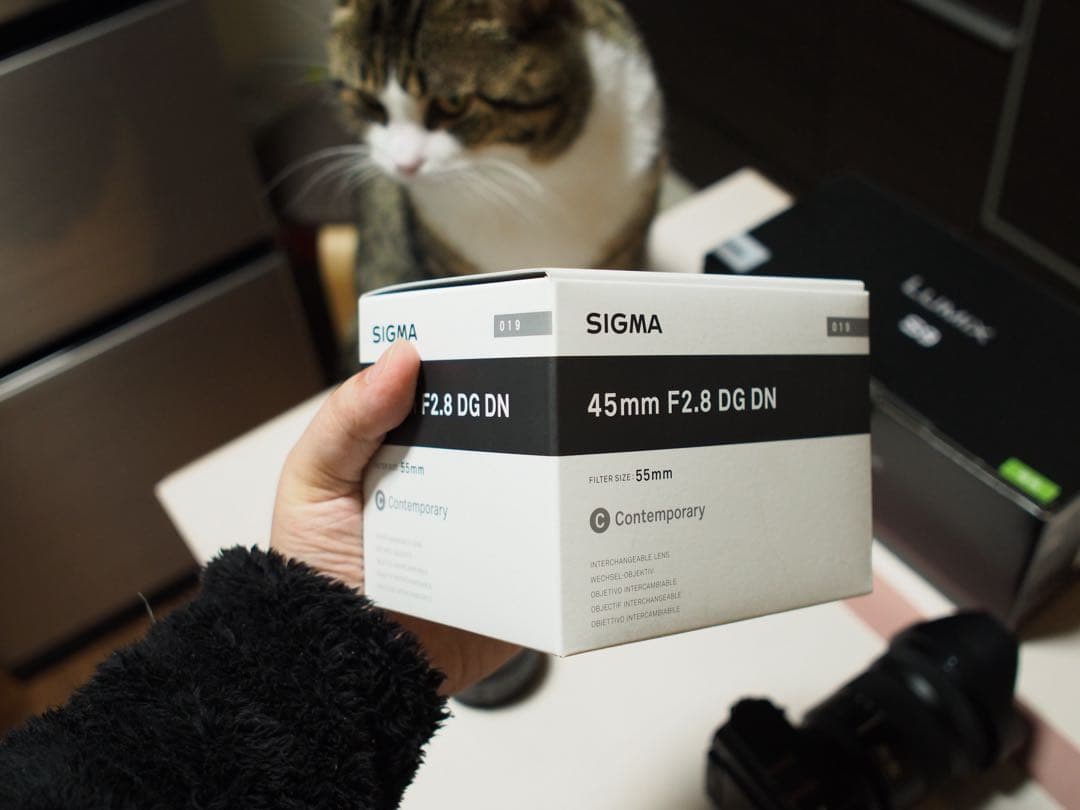 SIGMA
019
F2.8 DG DN
55mm
C Contemporary
SIGMA
019
45mm F2.8 DG DN
FILTER SIZE: 55mm
C Contemporary
INTERCHANGEABLE LENS
WECHSEL-OBJEKTIV
OBJETIVO INTERCAMBIABLE
OBJECTIF INTERCHANGEABLE
OBIETTIVO INTERCAMBIABILE
LUMIX
S9